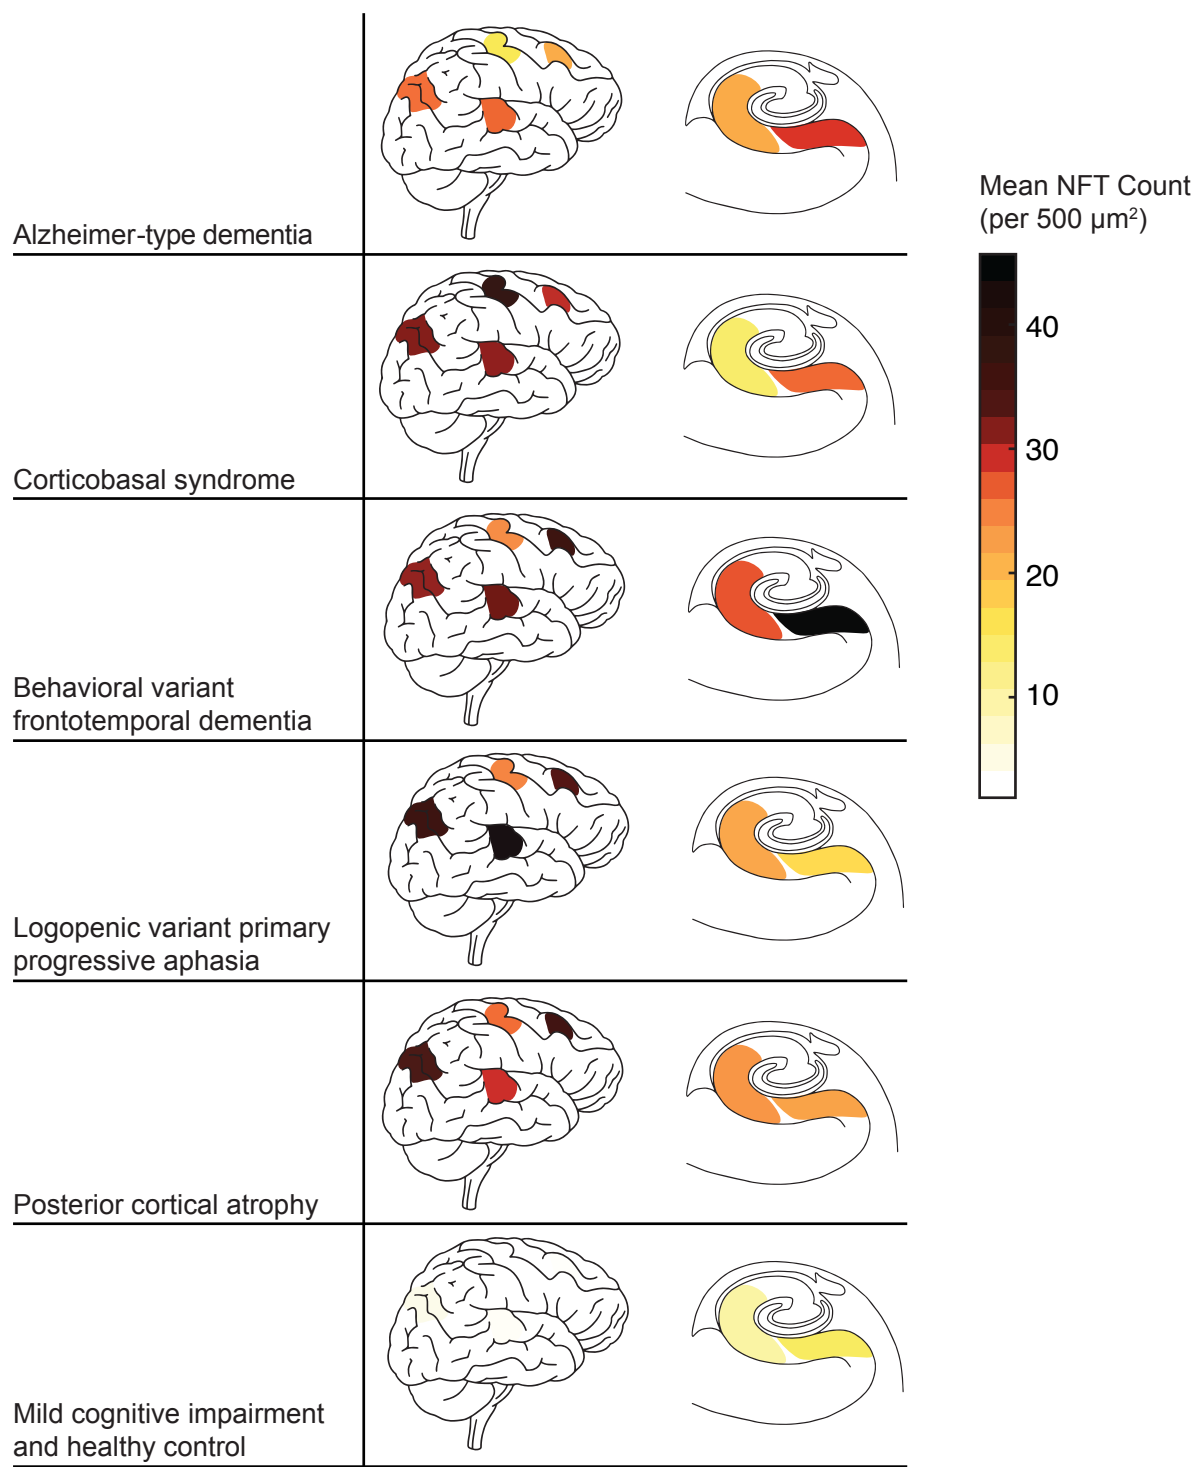 Alzheimer-type dementia
Corticobasal syndrome
Behavioral variant
frontotemporal dementia
Logopenic variant primary
progressive aphasia
Posterior cortical atrophy
Mild cognitive impairment
and healthy control
Mean NFT Count
(per 500 µm²)
40
30
20
10